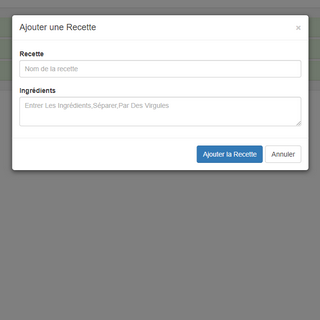 Ajouter une Recette ×
Recette
Nom de la recette
Ingrédients
Entrer Les Ingrédients,Séparer,Par Des Virgules
Ajouter la Recette Annuler